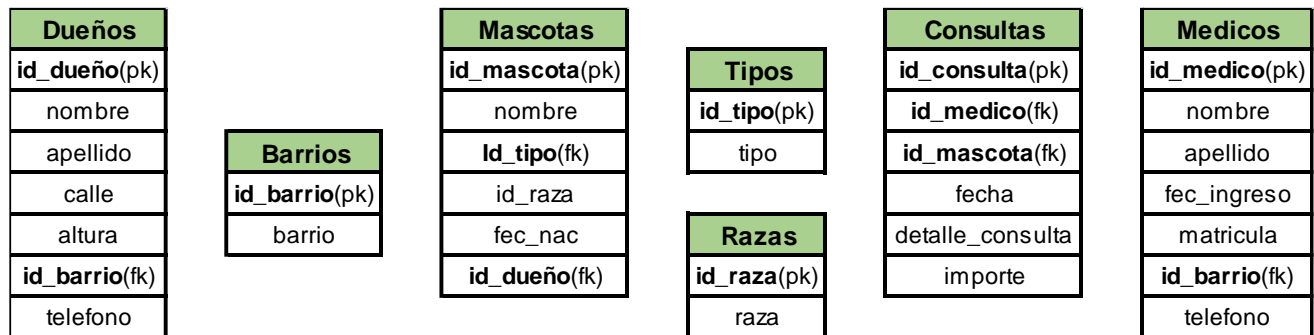 Dueños
id_dueño(pk)
nombre
apellido
calle
altura
id_barrio(fk)
telefono
Barrios
id_barrio(pk)
barrio
Mascotas
id_mascota(pk)
nombre
Id_tipo(fk)
id_raza
fec_nac
id_dueño(fk)
Tipos
id_tipo(pk)
tipo
Razas
id_raza(pk)
raza
Consultas
id_consulta(pk)
id_medico(fk)
id_mascota(fk)
fecha
detalle_consulta
importe
Medicos
id_medico(pk)
nombre
apellido
fec_ingreso
matricula
id_barrio(fk)
telefono